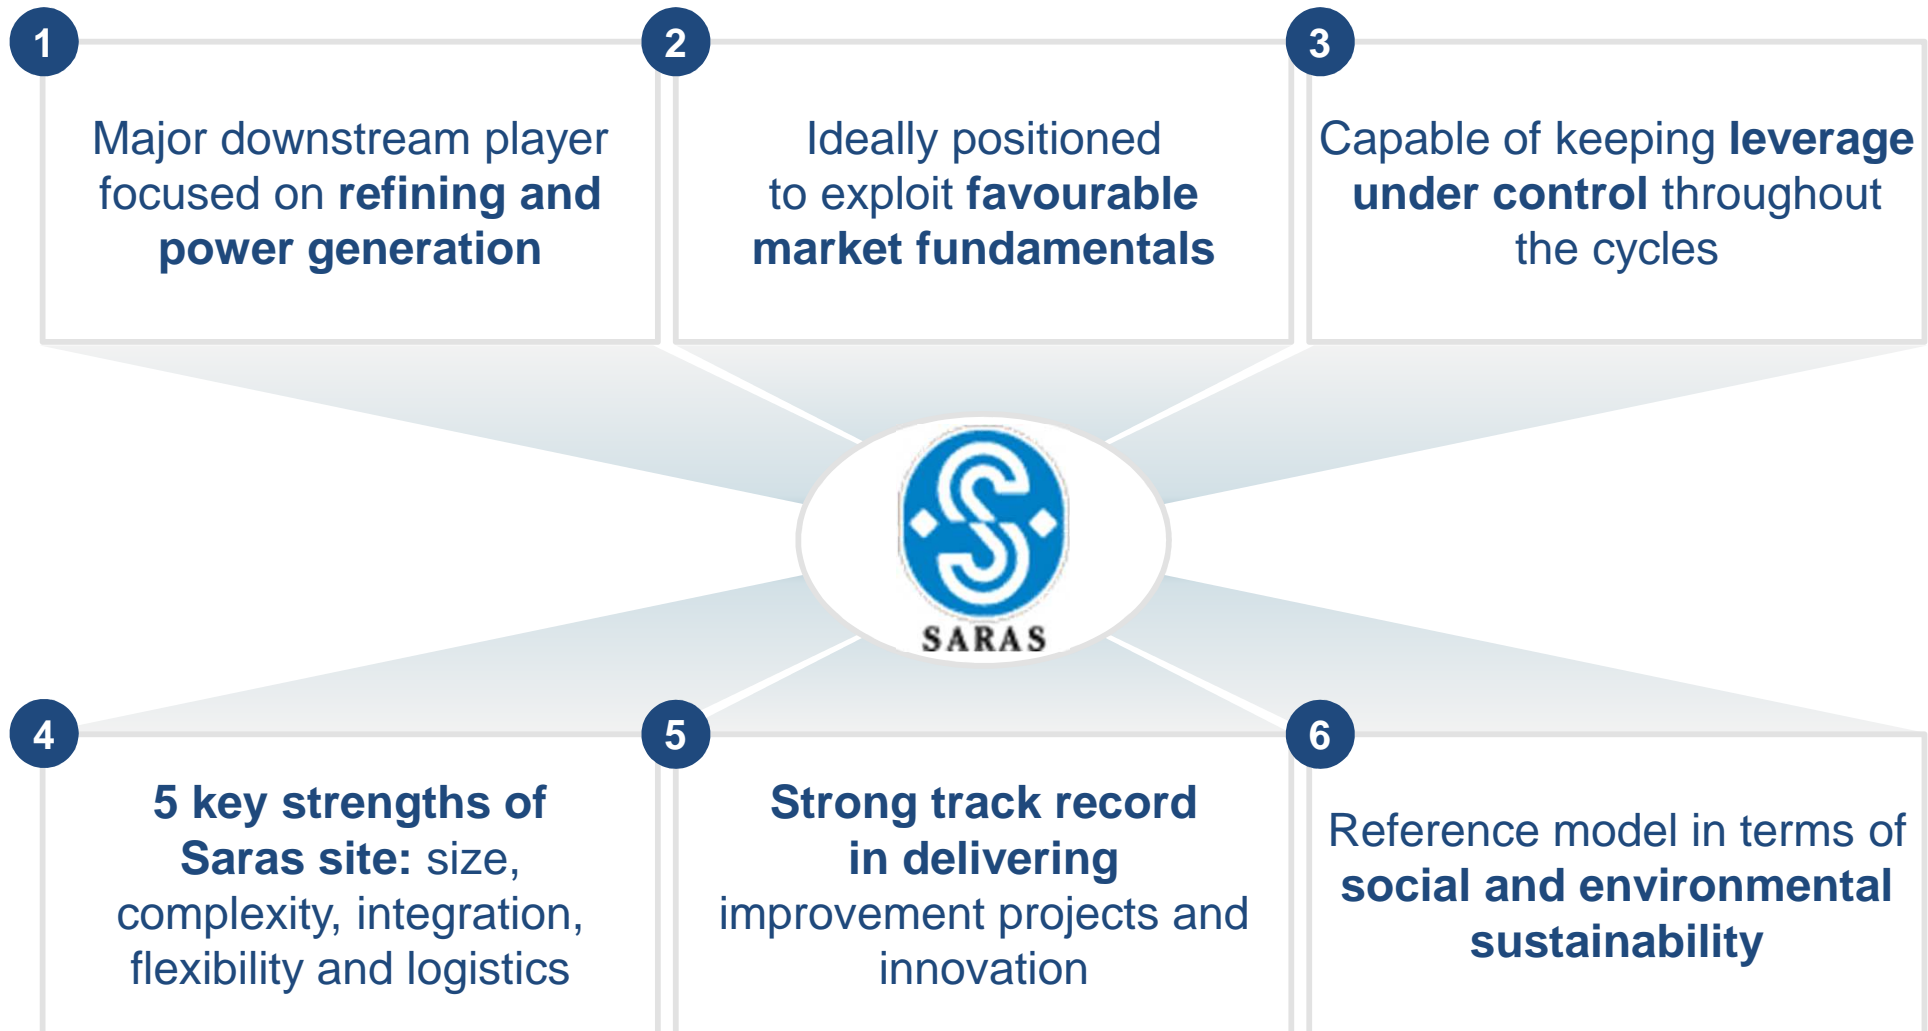 1
Major downstream player
focused on refining and
power generation
2
Ideally positioned
to exploit favourable
market fundamentals
3
Capable of keeping leverage
under control throughout
the cycles
SARAS
4
5 key strengths of
Saras site: size,
complexity, integration,
flexibility and logistics
5
Strong track record
in delivering
improvement projects and
innovation
6
Reference model in terms of
social and environmental
sustainability